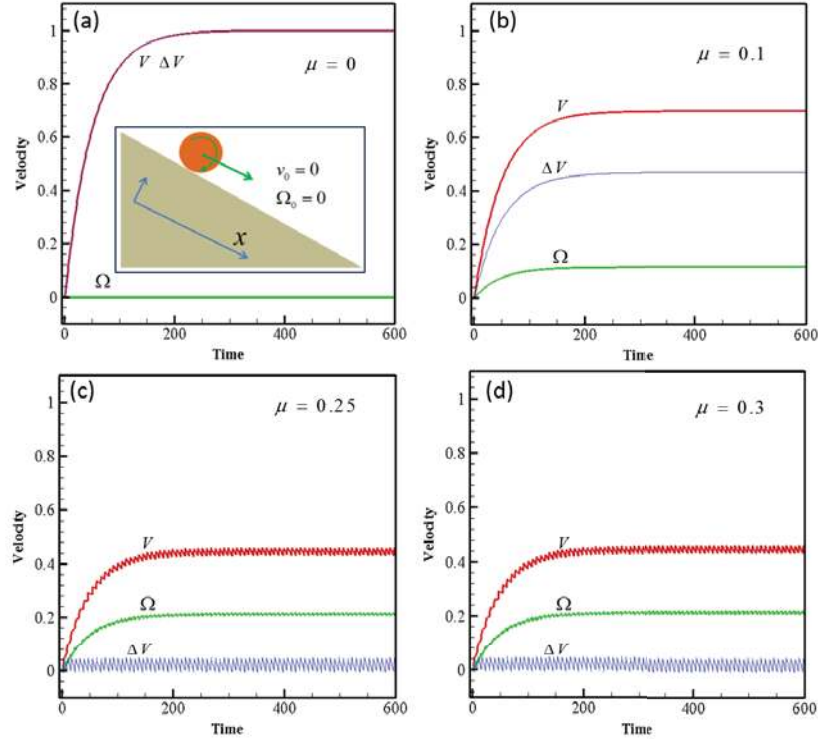 (a)
1
0.8
0.6
0.4
0.2
0
Velocity
V ΔV
μ = 0
v₀ = 0
Ω₀ = 0
x
Ω
0 200 400 600
Time
(b)
1
0.8
0.6
0.4
0.2
0
Velocity
μ = 0.1
V
ΔV
Ω
0 200 400 600
Time
(c)
1
0.8
0.6
0.4
0.2
0
Velocity
μ = 0.25
V
Ω
ΔV
0 200 400 600
Time
(d)
1
0.8
0.6
0.4
0.2
0
Velocity
μ = 0.3
V
Ω
ΔV
0 200 400 600
Time